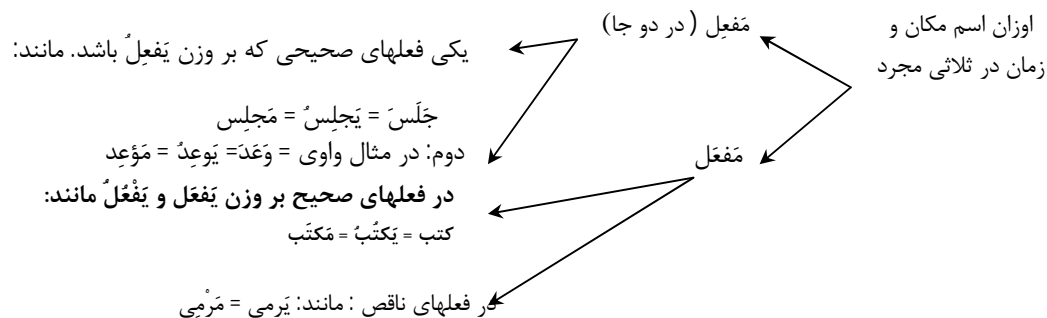 اوزان اسم مکان و
زمان در ثلاثی مجرد
مَفعِل (در دو جا)
یکی فعلهای صحیحی که بر وزن یَفعِلُ باشد. مانند:
جَلَسَ = یَجلِسُ = مَجلِس
دوم: در مثال واوی = وَعَدَ= یَوعِدُ = مَؤعِد
مَفعَل
در فعلهای صحیح بر وزن یَفعَل و یَفْعُلُ مانند:
کتب = یَکتُبُ = مَکتَب
در فعلهای ناقص : مانند: یَرمی = مَرْمِی